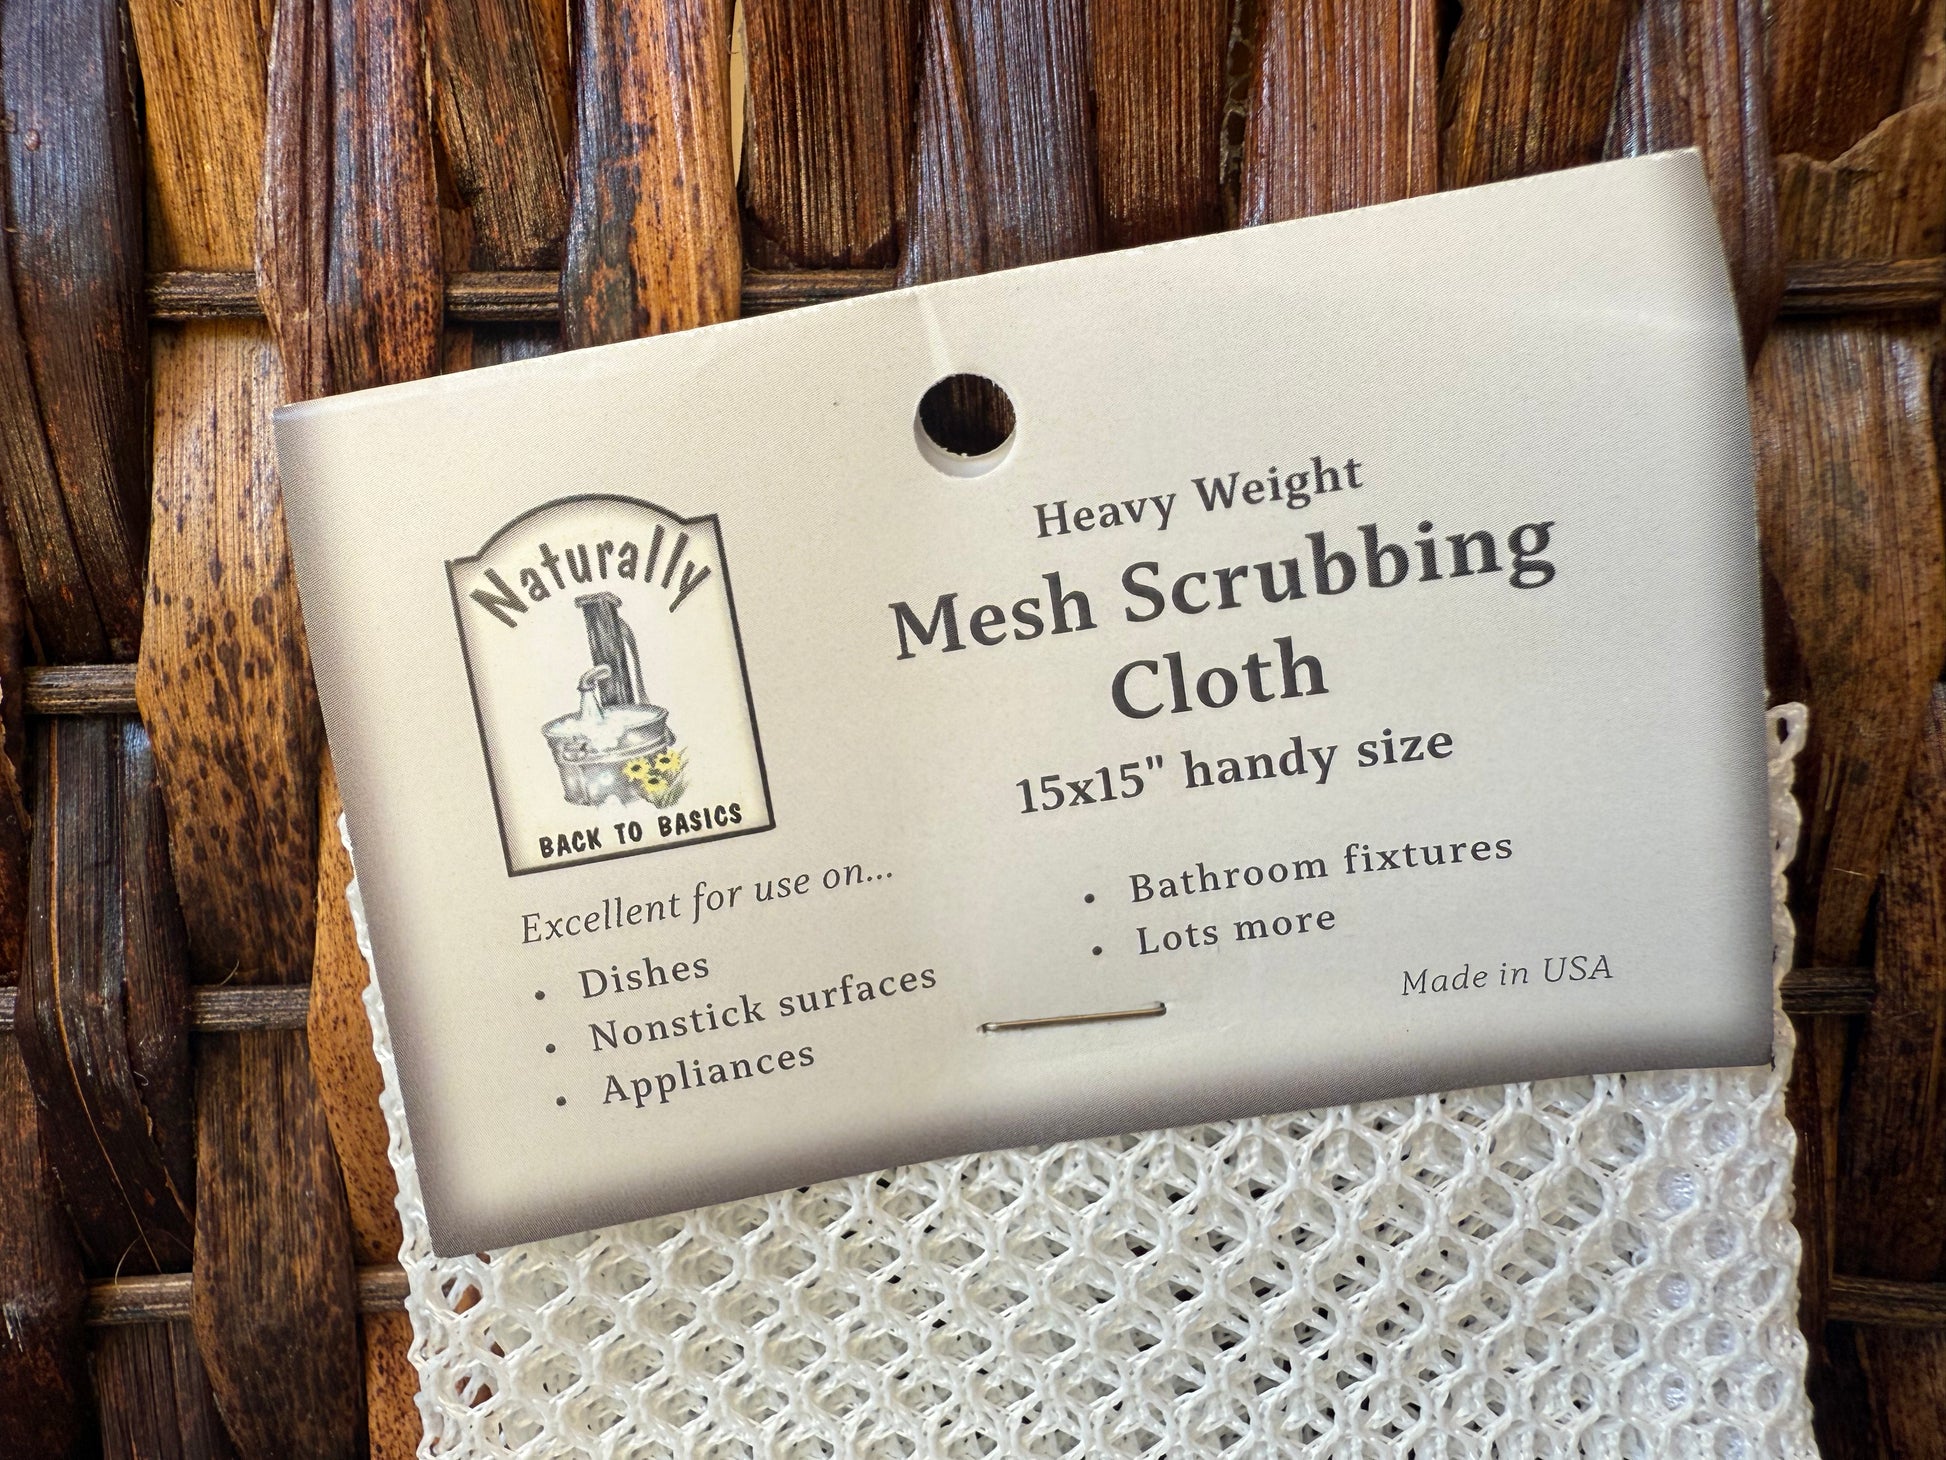 Naturally
BACK TO BASICS
Heavy Weight
Mesh Scrubbing
Cloth
15x15" handy size
Excellent for use on...
• Dishes
• Nonstick surfaces
• Appliances
• Bathroom fixtures
• Lots more
Made in USA